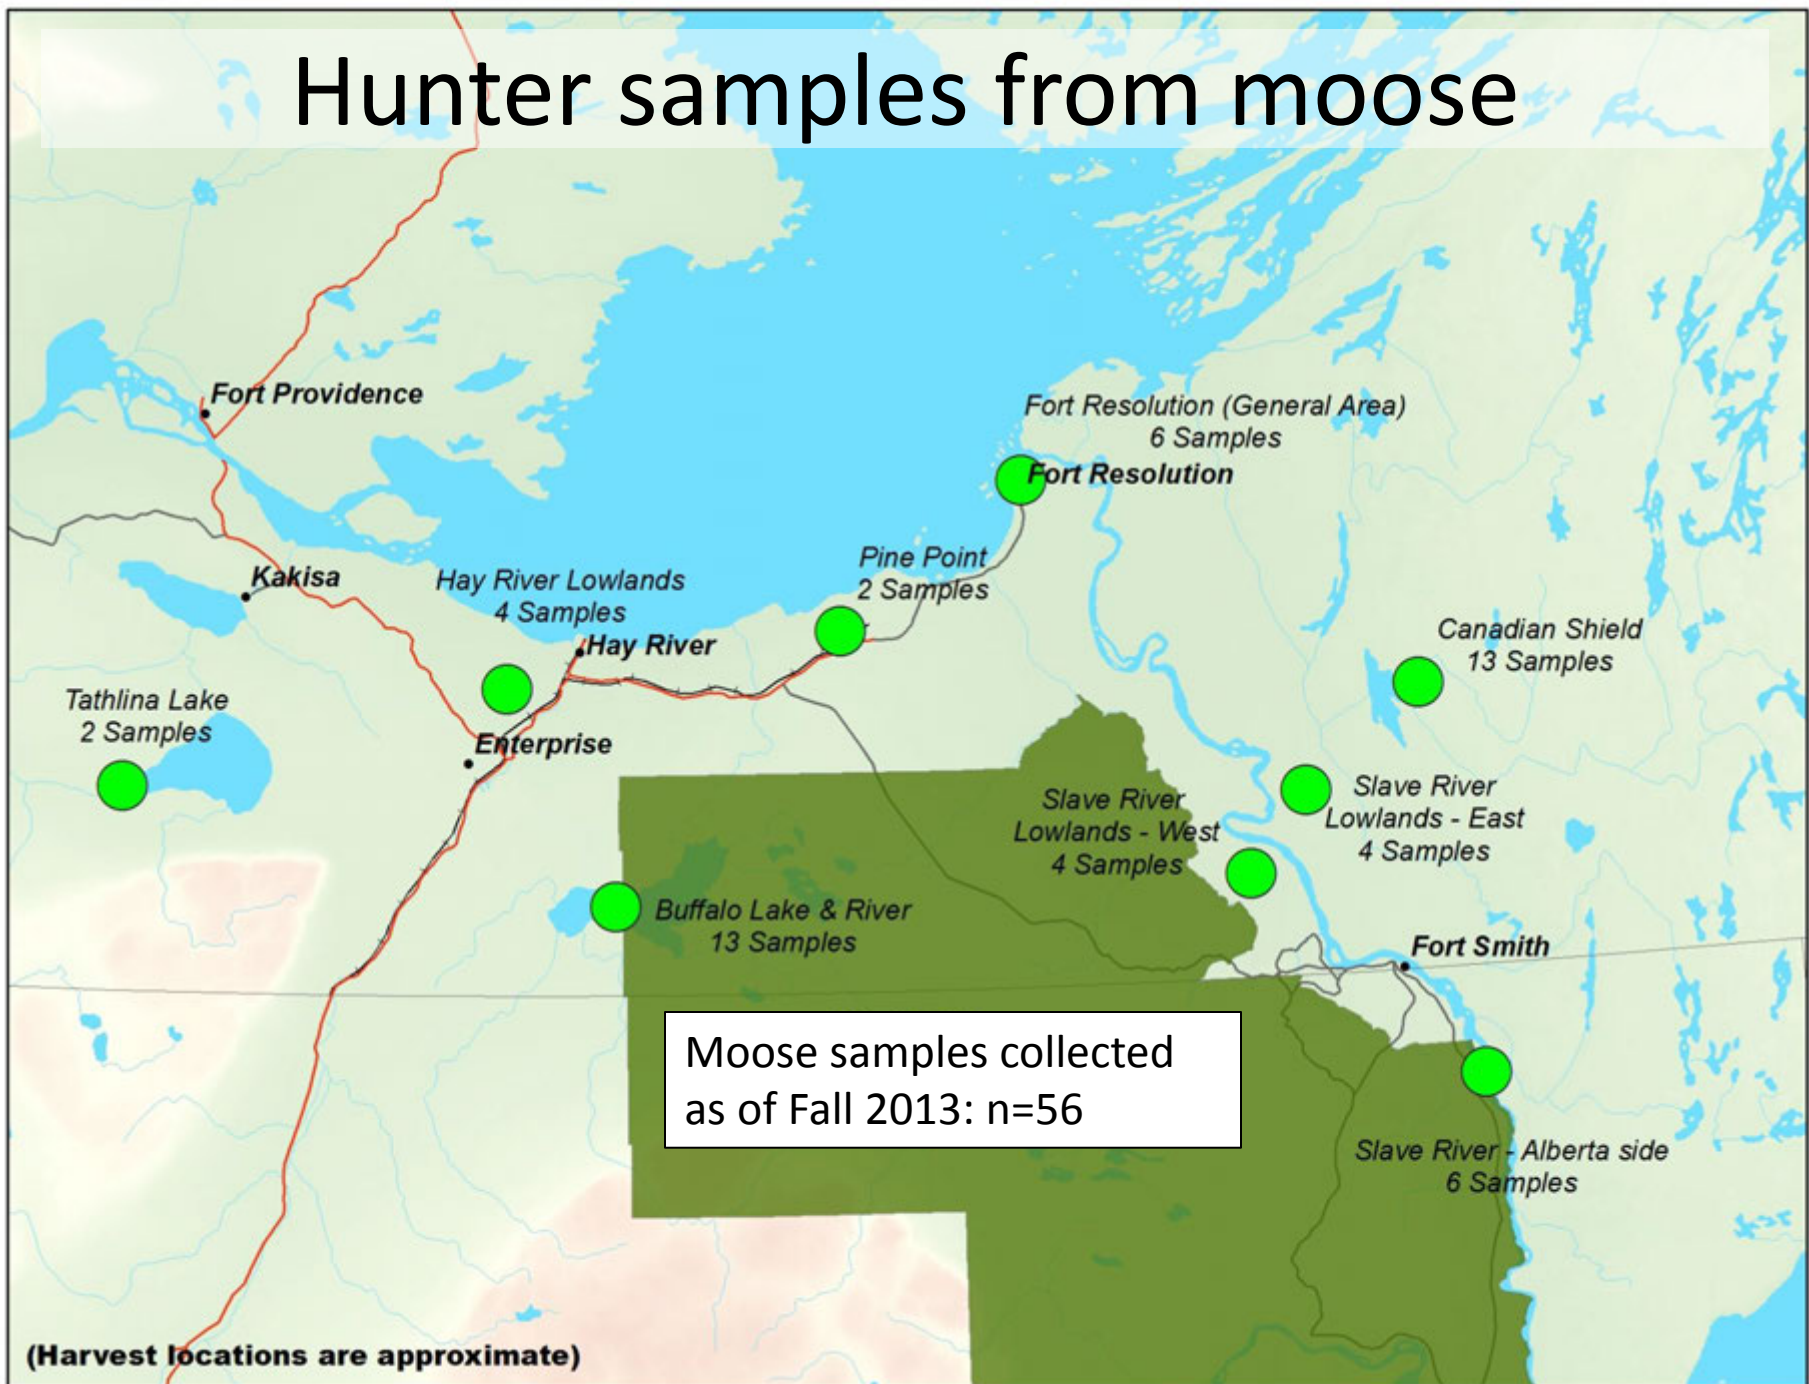 Hunter samples from moose
Fort Providence
Fort Resolution (General Area)
6 Samples
Fort Resolution
Pine Point
2 Samples
Kakisa
Hay River Lowlands
4 Samples
Hay River
Canadian Shield
13 Samples
Tathlina Lake
2 Samples
Enterprise
Slave River
Lowlands - West
4 Samples
Slave River
Lowlands - East
4 Samples
Buffalo Lake & River
13 Samples
Fort Smith
Moose samples collected
as of Fall 2013: n=56
Slave River - Alberta side
6 Samples
(Harvest locations are approximate)